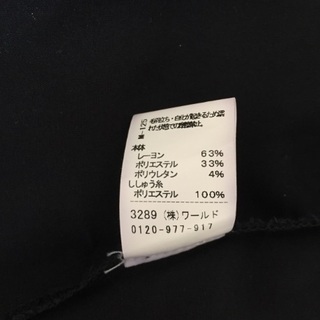 本体
レーヨン 63%
ポリエステル 33%
ポリウレタン 4%
ししゅう糸
ポリエステル 100%
3289 (株)ワールド
0120-977-917